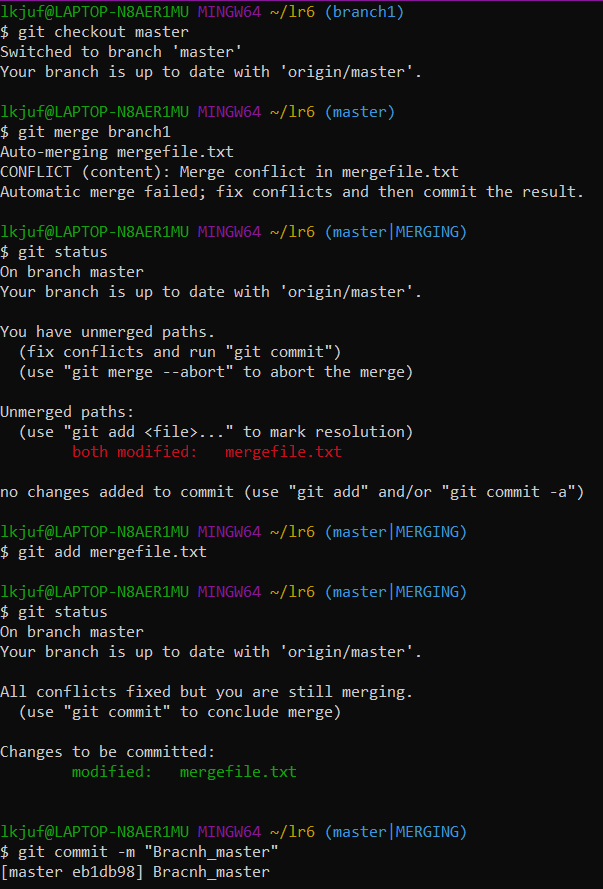 lkjuf@LAPTOP-N8AER1MU MINGW64 ~/lr6 (branch1)
$ git checkout master
Switched to branch 'master'
Your branch is up to date with 'origin/master'.
lkjuf@LAPTOP-N8AER1MU MINGW64 ~/lr6 (master)
$ git merge branch1
Auto-merging mergefile.txt
CONFLICT (content): Merge conflict in mergefile.txt
Automatic merge failed; fix conflicts and then commit the result.
lkjuf@LAPTOP-N8AER1MU MINGW64 ~/lr6 (master|MERGING)
$ git status
On branch master
Your branch is up to date with 'origin/master'.
You have unmerged paths.
  (fix conflicts and run "git commit")
  (use "git merge --abort" to abort the merge)
Unmerged paths:
  (use "git add <file>..." to mark resolution)
        both modified:   mergefile.txt
no changes added to commit (use "git add" and/or "git commit -a")
lkjuf@LAPTOP-N8AER1MU MINGW64 ~/lr6 (master|MERGING)
$ git add mergefile.txt
lkjuf@LAPTOP-N8AER1MU MINGW64 ~/lr6 (master|MERGING)
$ git status
On branch master
Your branch is up to date with 'origin/master'.
All conflicts fixed but you are still merging.
  (use "git commit" to conclude merge)
Changes to be committed:
        modified:   mergefile.txt
lkjuf@LAPTOP-N8AER1MU MINGW64 ~/lr6 (master|MERGING)
$ git commit -m "Bracnh_master"
[master eb1db98] Bracnh_master